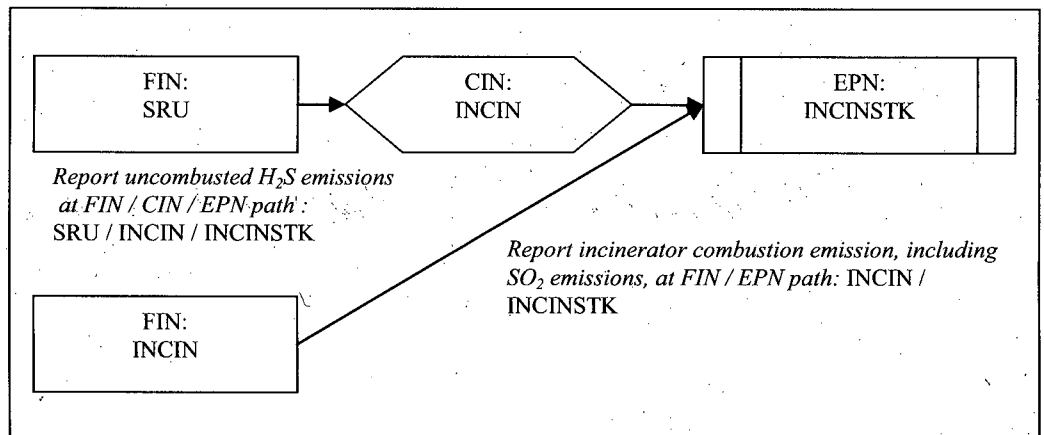 FIN:
SRU
CIN:
INCIN
EPN:
INCINSTK
Report uncombusted H₂S emissions
at FIN / CIN / EPN path :
SRU / INCIN / INCINSTK
Report incinerator combustion emission, including
SO₂ emissions, at FIN / EPN path: INCIN /
INCINSTK
FIN:
INCIN